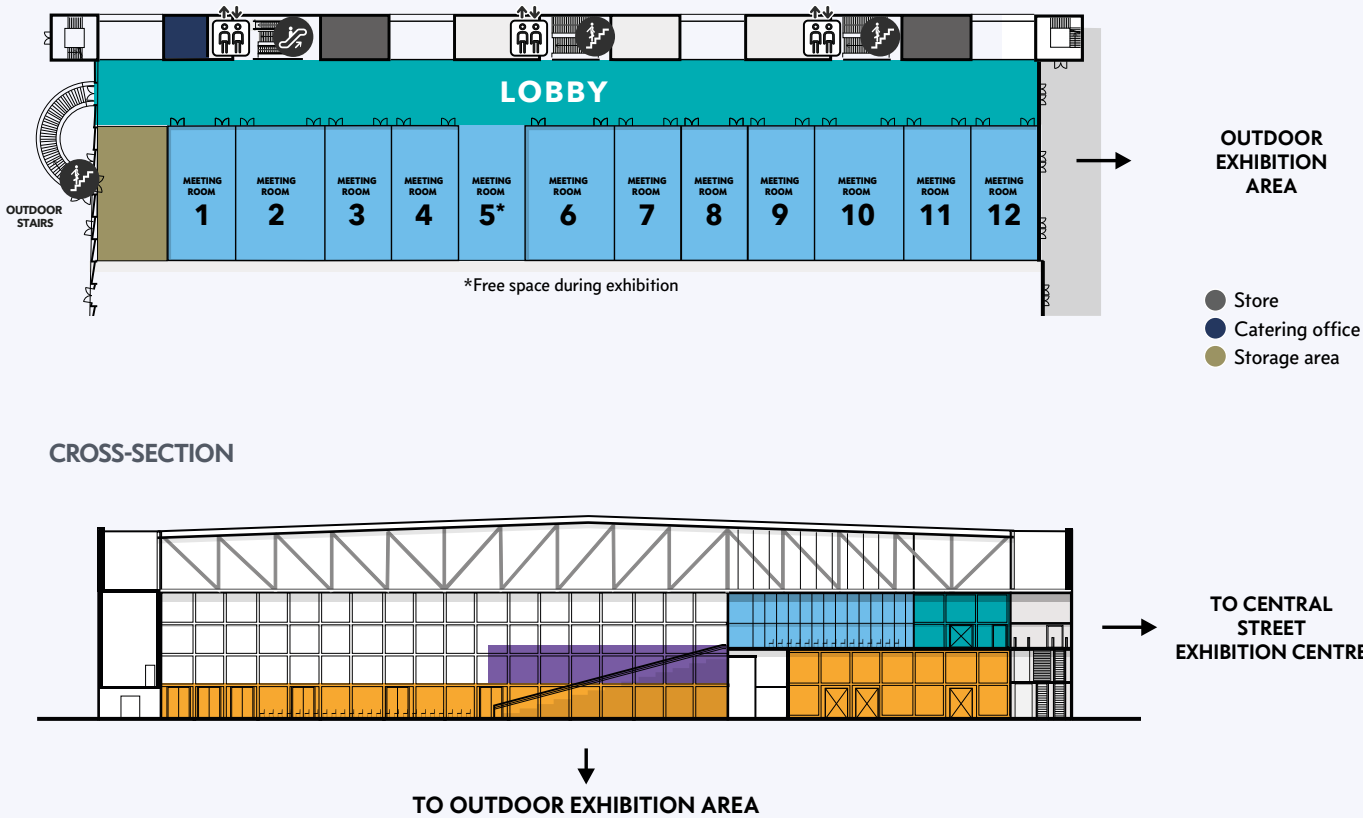 LOBBY
MEETING
ROOM
1
MEETING
ROOM
2
MEETING
ROOM
3
MEETING
ROOM
4
MEETING
ROOM
5*
MEETING
ROOM
6
MEETING
ROOM
7
MEETING
ROOM
8
MEETING
ROOM
9
MEETING
ROOM
10
MEETING
ROOM
11
MEETING
ROOM
12
OUTDOOR
STAIRS
OUTDOOR
EXHIBITION
AREA
*Free space during exhibition
Store
Catering office
Storage area
CROSS-SECTION
TO CENTRAL
STREET
EXHIBITION CENTRE
TO OUTDOOR EXHIBITION AREA